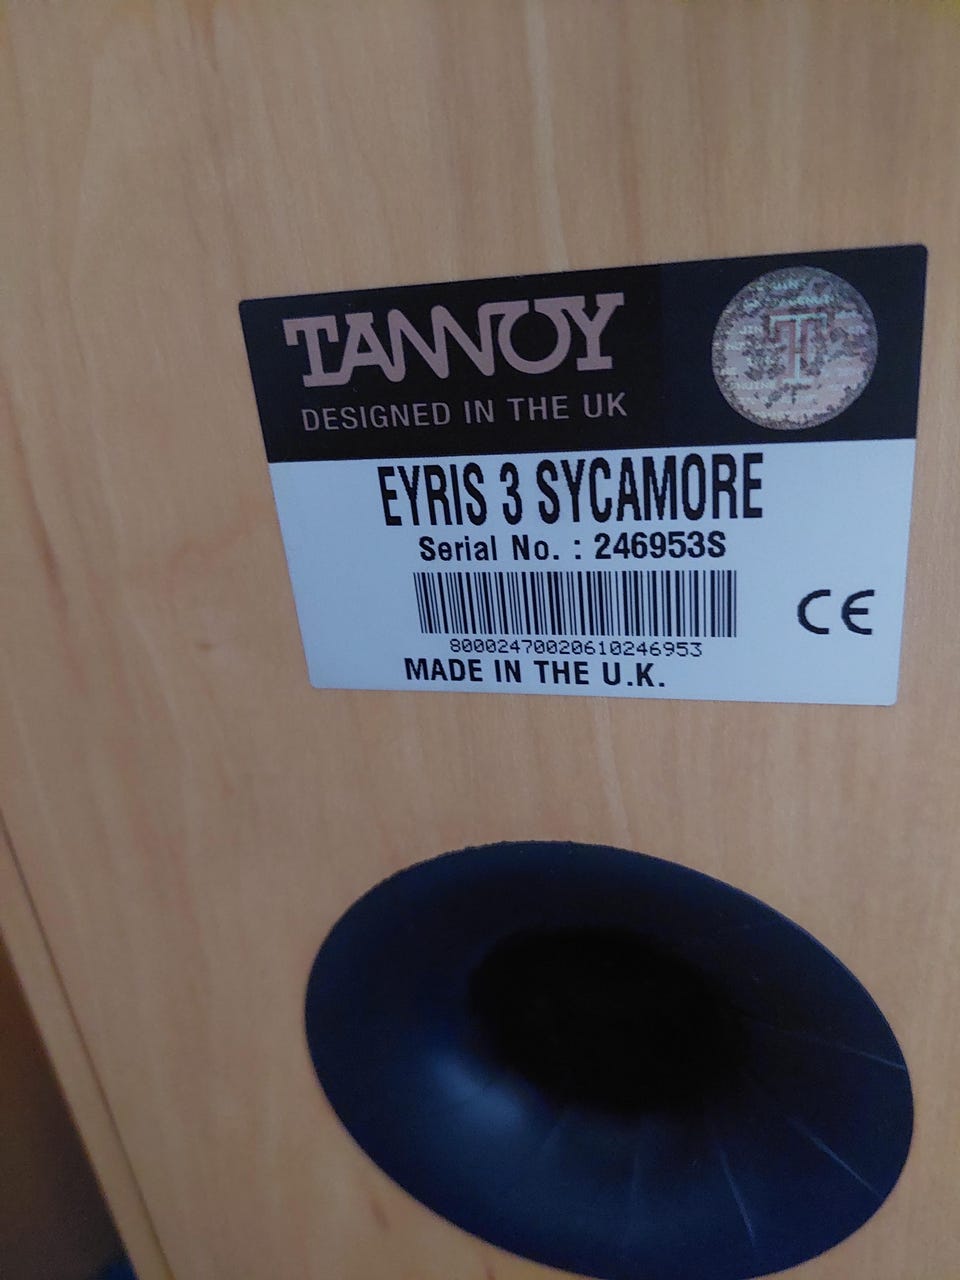 TANNOY
DESIGNED IN THE UK
EYRIS 3 SYCAMORE
Serial No. : 246953S
80002470020610246953
MADE IN THE U.K.
CE